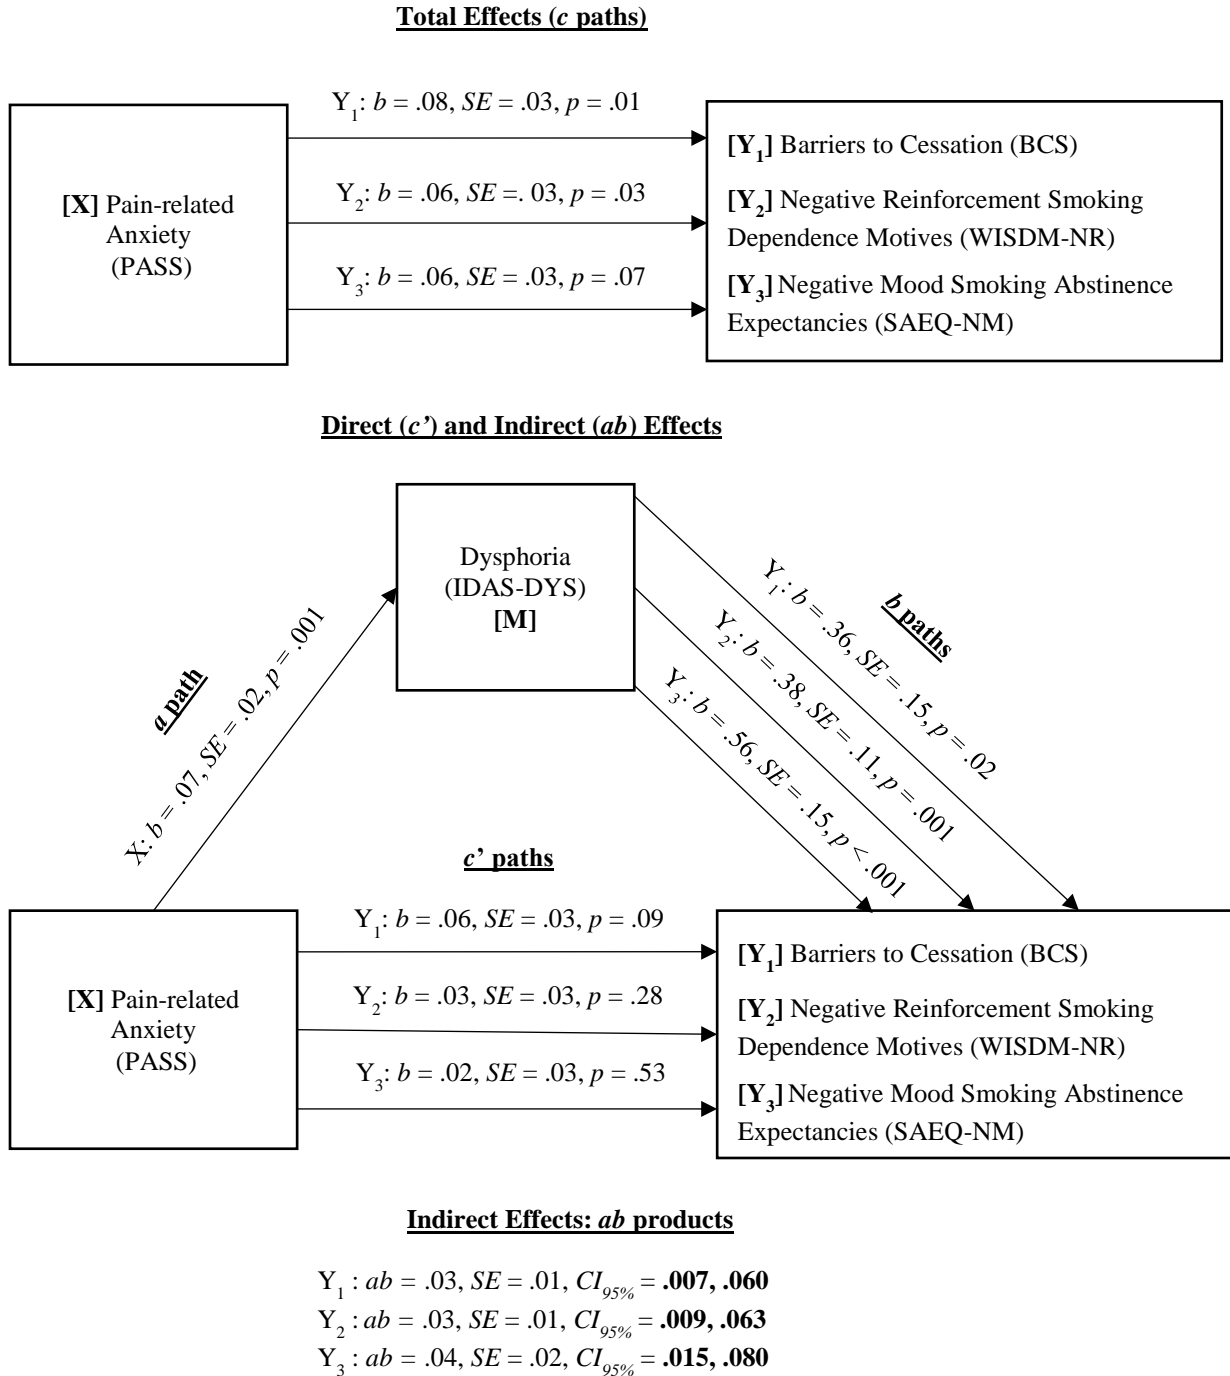 Total Effects (c paths)
Y1: b = .08, SE = .03, p = .01
[X] Pain-related
Anxiety
(PASS)
Y2: b = .06, SE =. 03, p = .03
Y3: b = .06, SE = .03, p = .07
[Y1] Barriers to Cessation (BCS)
[Y2] Negative Reinforcement Smoking
Dependence Motives (WISDM-NR)
[Y3] Negative Mood Smoking Abstinence
Expectancies (SAEQ-NM)
Direct (c’) and Indirect (ab) Effects
Dysphoria
(IDAS-DYS)
[M]
a path
X: b = .07, SE = .02, p = .001
b paths
Y1: b = .36, SE = .15, p = .02
Y2: b = .38, SE = .11, p = .001
Y3: b = .56, SE = .15, p < .001
c’ paths
Y1: b = .06, SE = .03, p = .09
[X] Pain-related
Anxiety
(PASS)
Y2: b = .03, SE = .03, p = .28
Y3: b = .02, SE = .03, p = .53
[Y1] Barriers to Cessation (BCS)
[Y2] Negative Reinforcement Smoking
Dependence Motives (WISDM-NR)
[Y3] Negative Mood Smoking Abstinence
Expectancies (SAEQ-NM)
Indirect Effects: ab products
Y1 : ab = .03, SE = .01, CI95% = .007, .060
Y2 : ab = .03, SE = .01, CI95% = .009, .063
Y3 : ab = .04, SE = .02, CI95% = .015, .080